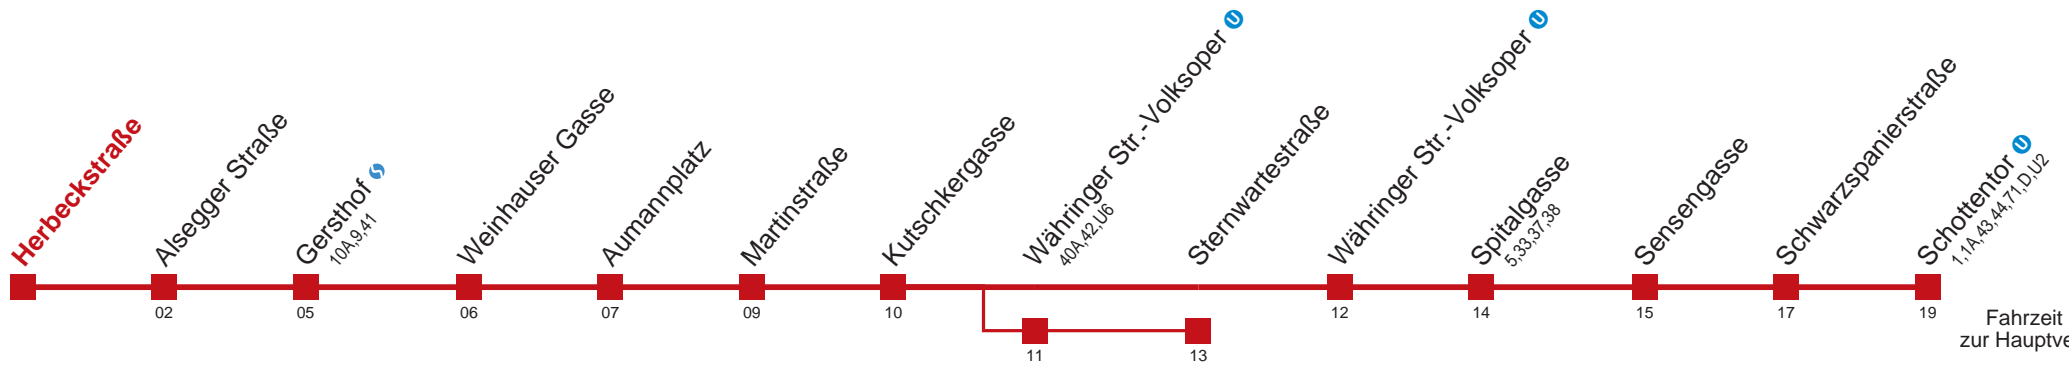 Herbeckstraße
Alsegger Straße
02
Gersthof S
10A,9,41
05
Weinhauser Gasse
06
Aumannplatz
07
Martinstraße
09
Kutschkergasse
10
Währinger Str.-Volksoper U
40A,42,U6
11
Sternwartestraße
13
Währinger Str.-Volksoper U
12
Spitalgasse
5,33,37,38
14
Sensengasse
15
Schwarzspanierstraße
17
Schottentor U
1,1A,43,44,71,D,U2
19
Fahrzeit
zur Hauptve